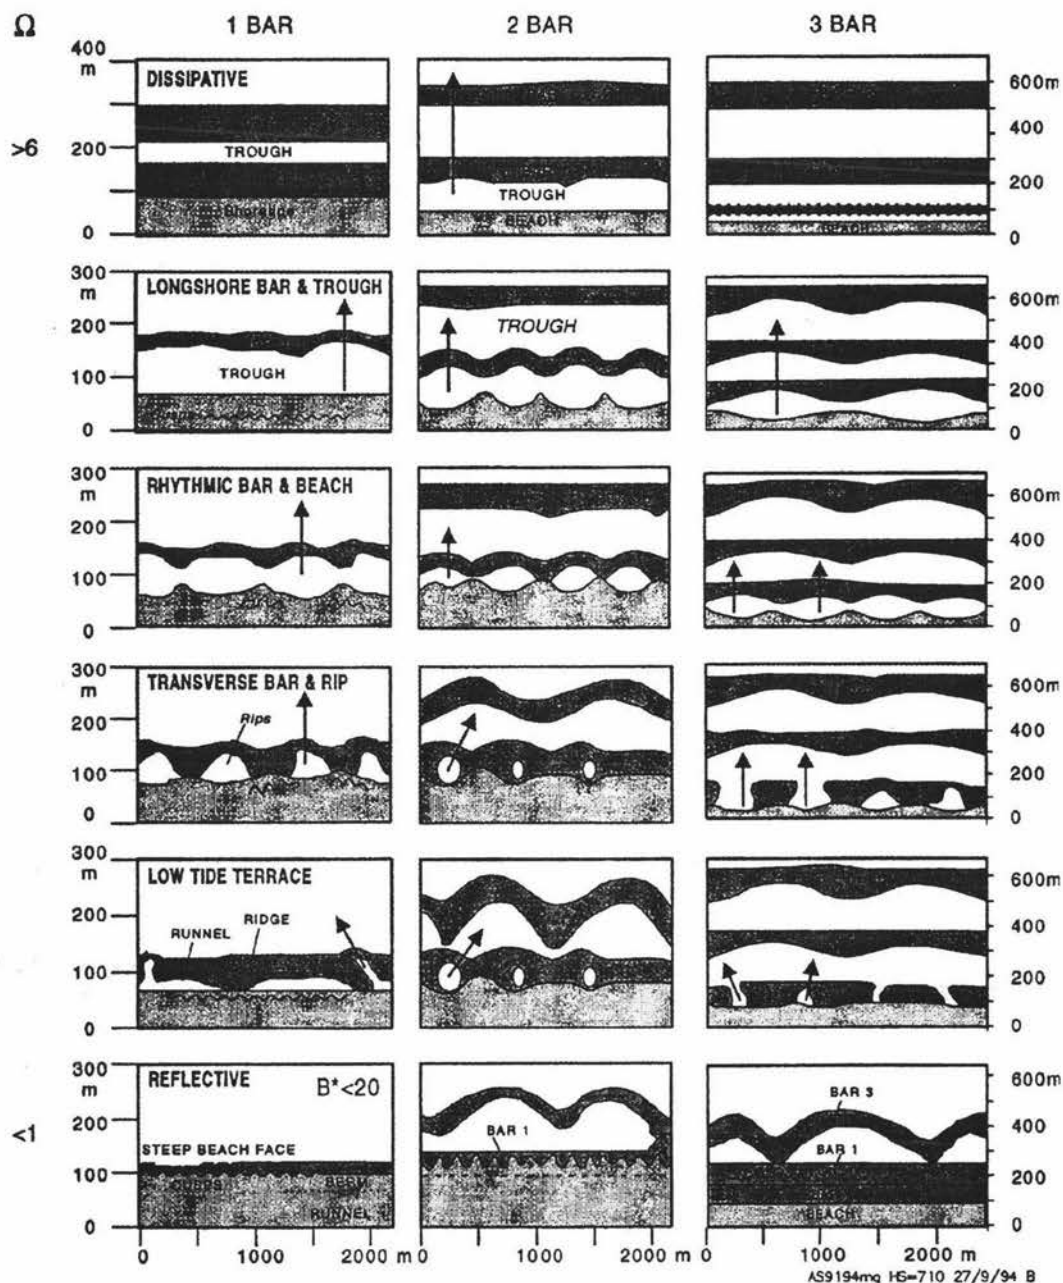 Ω 1 BAR 2 BAR 3 BAR
400
m
DISSIPATIVE
600m
>6
400
200
TROUGH
200
TROUGH
BEACH
BEACH
0
0
300
m
LONGSHORE BAR & TROUGH
600m
200
TROUGH
400
TROUGH
100
200
0
0
300
m
RHYTHMIC BAR & BEACH
600m
200
400
100
200
0
0
300
m
TRANSVERSE BAR & RIP
600m
200
Rips
400
100
200
0
0
300
m
LOW TIDE TERRACE
600m
200
RIDGE
RUNNEL
400
100
200
0
0
300
m
REFLECTIVE
B*<20
600m
BAR 3
200
<1
BAR 1
400
STEEP BEACH FACE
BAR 1
100
200
CUSPS
BERM
RUNNEL
BEACH
0
0
0 1000 2000 m 0 1000 m 0 1000 2000 m
AS9194mg HS=710 27/9/94 B